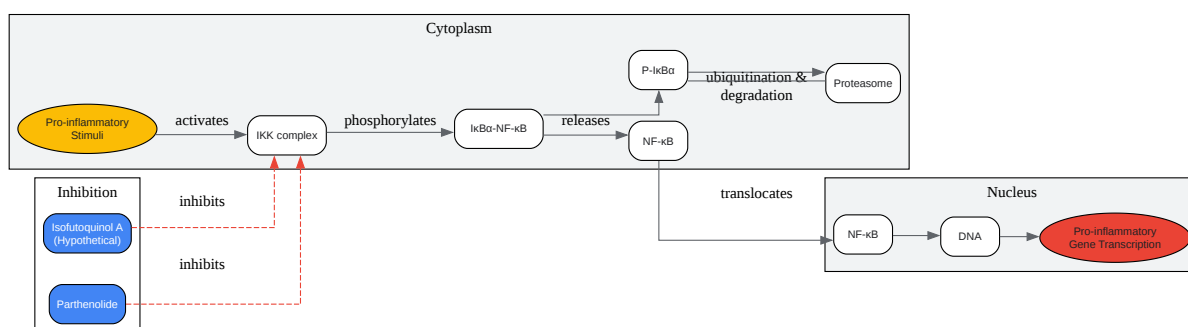 Cytoplasm
P-IκBα
ubiquitination &
degradation
Proteasome
Pro-inflammatory
Stimuli
activates
IKK complex
phosphorylates
IκBα-NF-κB
releases
NF-κB
Inhibition
inhibits
Isofutoquinol A
(Hypothetical)
inhibits
Parthenolide
translocates
Nucleus
NF-κB
DNA
Pro-inflammatory
Gene Transcription